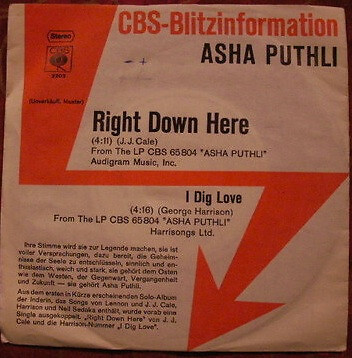 CBS-Blitzinformation
ASHA PUTHLI
Stereo
CBS
(Unverkäufl. Muster)
Right Down Here
(4:11) (J. J. Cale)
From The LP CBS 65 804 "ASHA PUTHLI"
Audigram Music, Inc.
I Dig Love
(4:16) (George Harrison)
From The LP CBS 65 804 "ASHA PUTHLI"
Harrisongs Ltd.
Ihre Stimme wird sie zur Legende machen, sie ist
voller Versprechungen, dazu bereit, die Geheim-
nisse der Seele zu entschlüsseln, sinnlich und en-
thusiastisch, weich und stark, sie gehört dem Osten
wie dem Westen, der Gegenwart, Vergangenheit
und Zukunft — sie gehört Asha Puthli.
Aus dem ersten in Kürze erscheinenden Solo-Album
der Inderin, das Songs von Lennon und J. J. Cale,
Harrison und Neil Sedaka enthält, wurde vorab eine
Single ausgekoppelt. „Right Down Here" von J. J.
Cale und die Harrison-Nummer „I Dig Love".